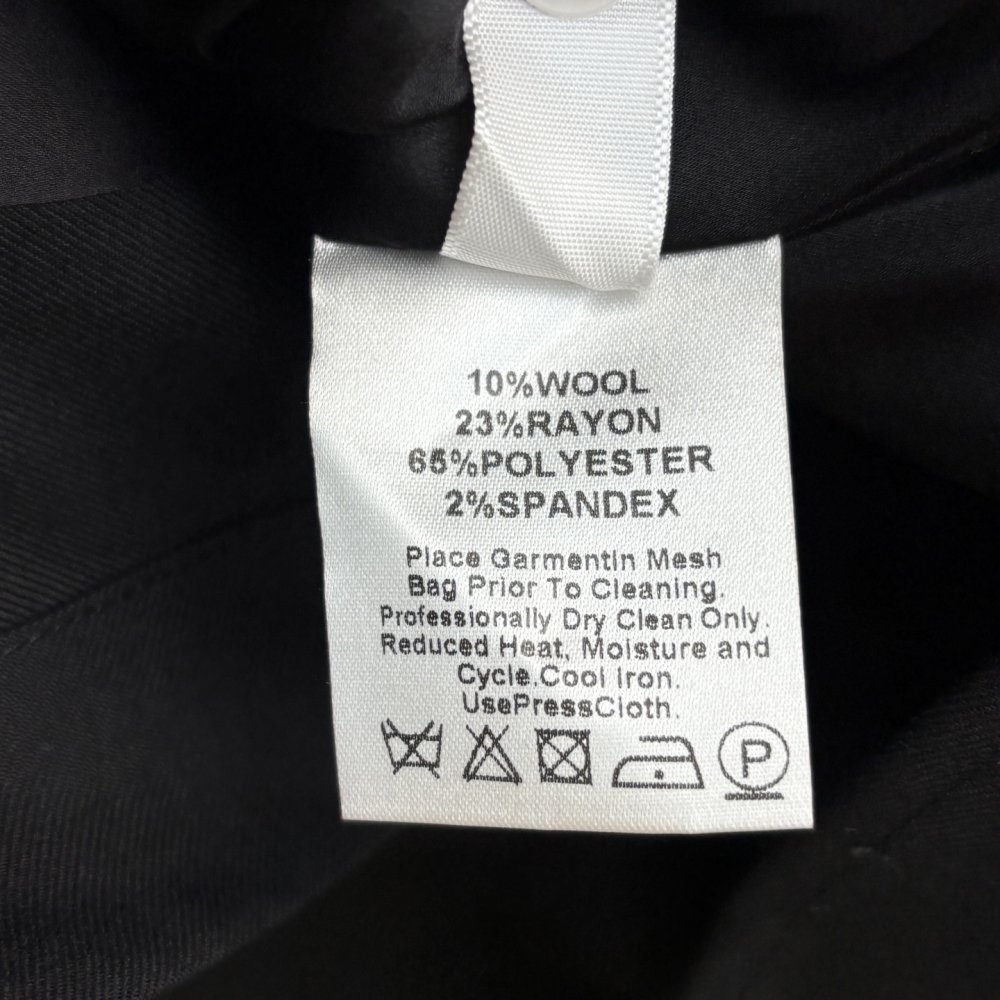 10%WOOL
23%RAYON
65%POLYESTER
2%SPANDEX
Place GarmentIn Mesh
Bag Prior To Cleaning.
Professionally Dry Clean Only.
Reduced Heat, Moisture and
Cycle.Cool Iron.
UsePressCloth.
P